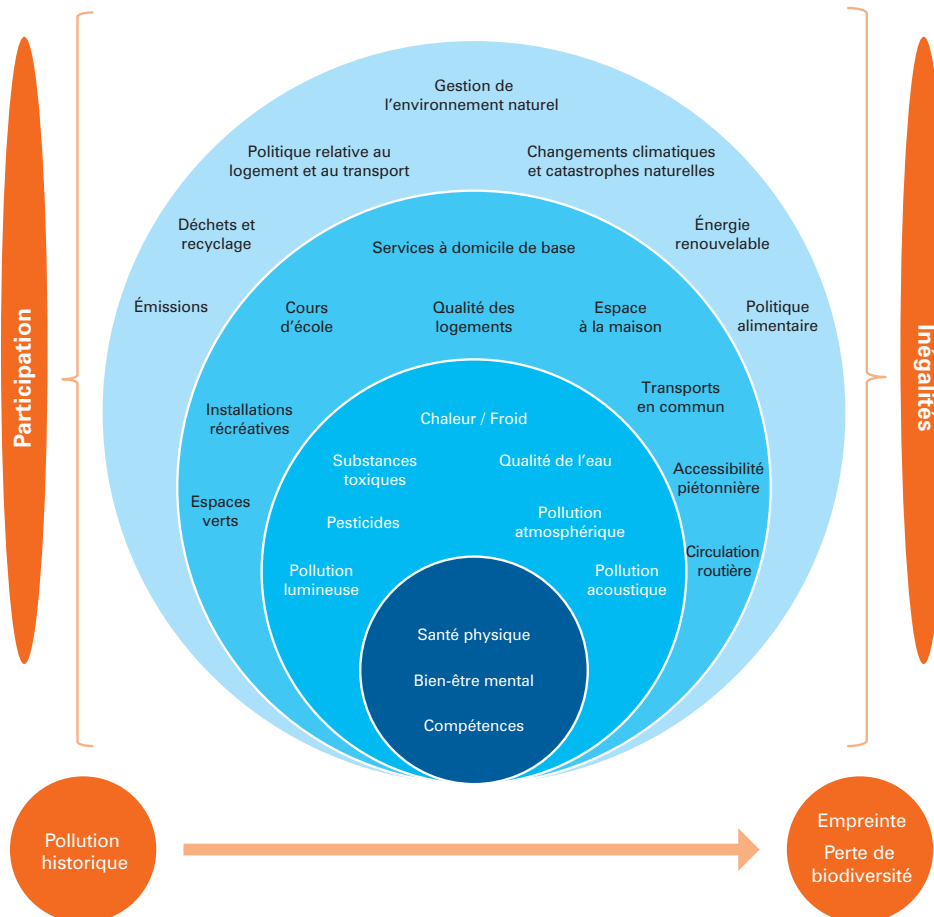 Gestion de
l'environnement naturel
Politique relative au
logement et au transport
Changements climatiques
et catastrophes naturelles
Déchets et
recyclage
Énergie
renouvelable
Émissions
Politique
alimentaire
Services à domicile de base
Cours
d'école
Qualité des
logements
Espace
à la maison
Installations
récréatives
Transports
en commun
Espaces
verts
Accessibilité
piétonnière
Circulation
routière
Chaleur / Froid
Substances
toxiques
Qualité de l'eau
Pesticides
Pollution
atmosphérique
Pollution
lumineuse
Pollution
acoustique
Santé physique
Bien-être mental
Compétences
Participation
Inégalités
Pollution
historique
Empreinte
Perte de
biodiversité